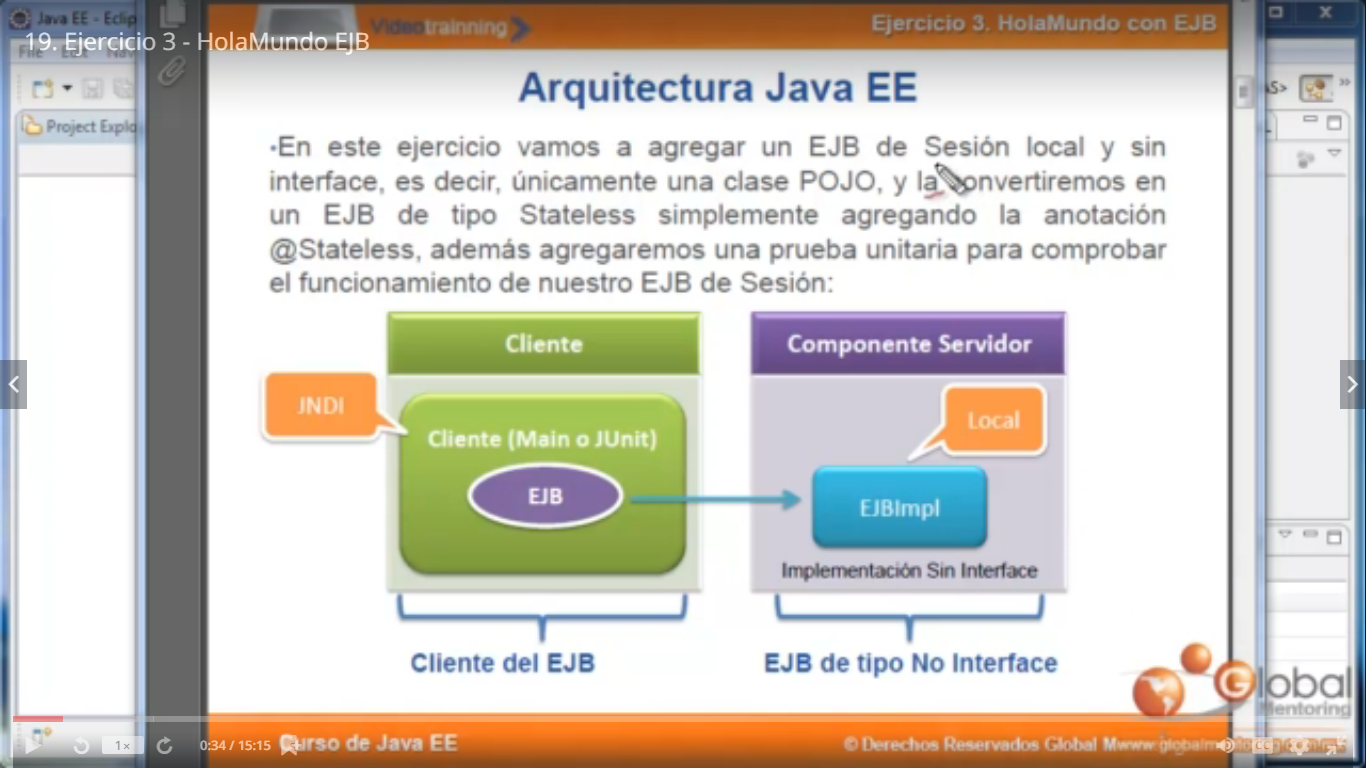 Java EE - Eclip
19. Ejercicio 3 - HolaMundo EJB
File Edit Nav
Project Explo
Videotrainning
Ejercicio 3. HolaMundo con EJB
Arquitectura Java EE
•En este ejercicio vamos a agregar un EJB de Sesión local y sin
interface, es decir, únicamente una clase POJO, y la convertiremos en
un EJB de tipo Stateless simplemente agregando la anotación
@Stateless, además agregaremos una prueba unitaria para comprobar
el funcionamiento de nuestro EJB de Sesión:
Cliente
Componente Servidor
JNDI
Local
Cliente (Main o JUnit)
EJB
EJBImpl
Implementación Sin Interface
Cliente del EJB
EJB de tipo No Interface
Global
Mentoring
1x
0:34 / 15:15
Curso de Java EE
© Derechos Reservados Global M
CC